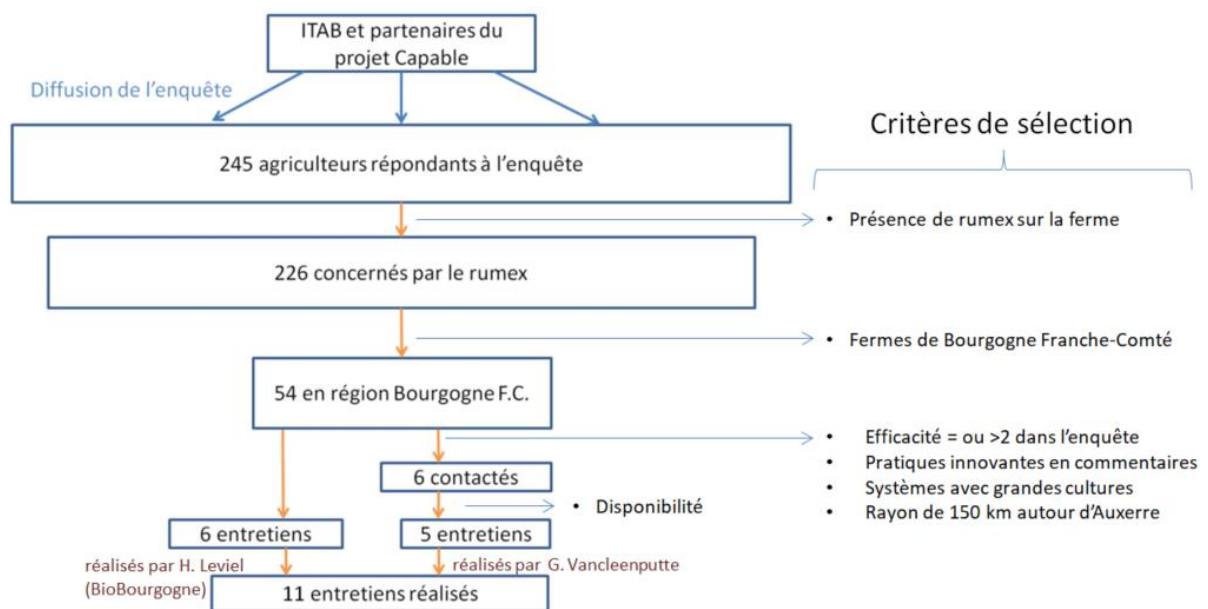 ITAB et partenaires du
projet Capable
Diffusion de l'enquête
Critères de sélection
245 agriculteurs répondants à l'enquête
• Présence de rumex sur la ferme
226 concernés par le rumex
• Fermes de Bourgogne Franche-Comté
54 en région Bourgogne F.C.
• Efficacité = ou >2 dans l'enquête
• Pratiques innovantes en commentaires
• Systèmes avec grandes cultures
• Rayon de 150 km autour d'Auxerre
6 contactés
• Disponibilité
6 entretiens
5 entretiens
réalisés par H. Leviel
(BioBourgogne)
réalisés par G. Vancleenputte
11 entretiens réalisés